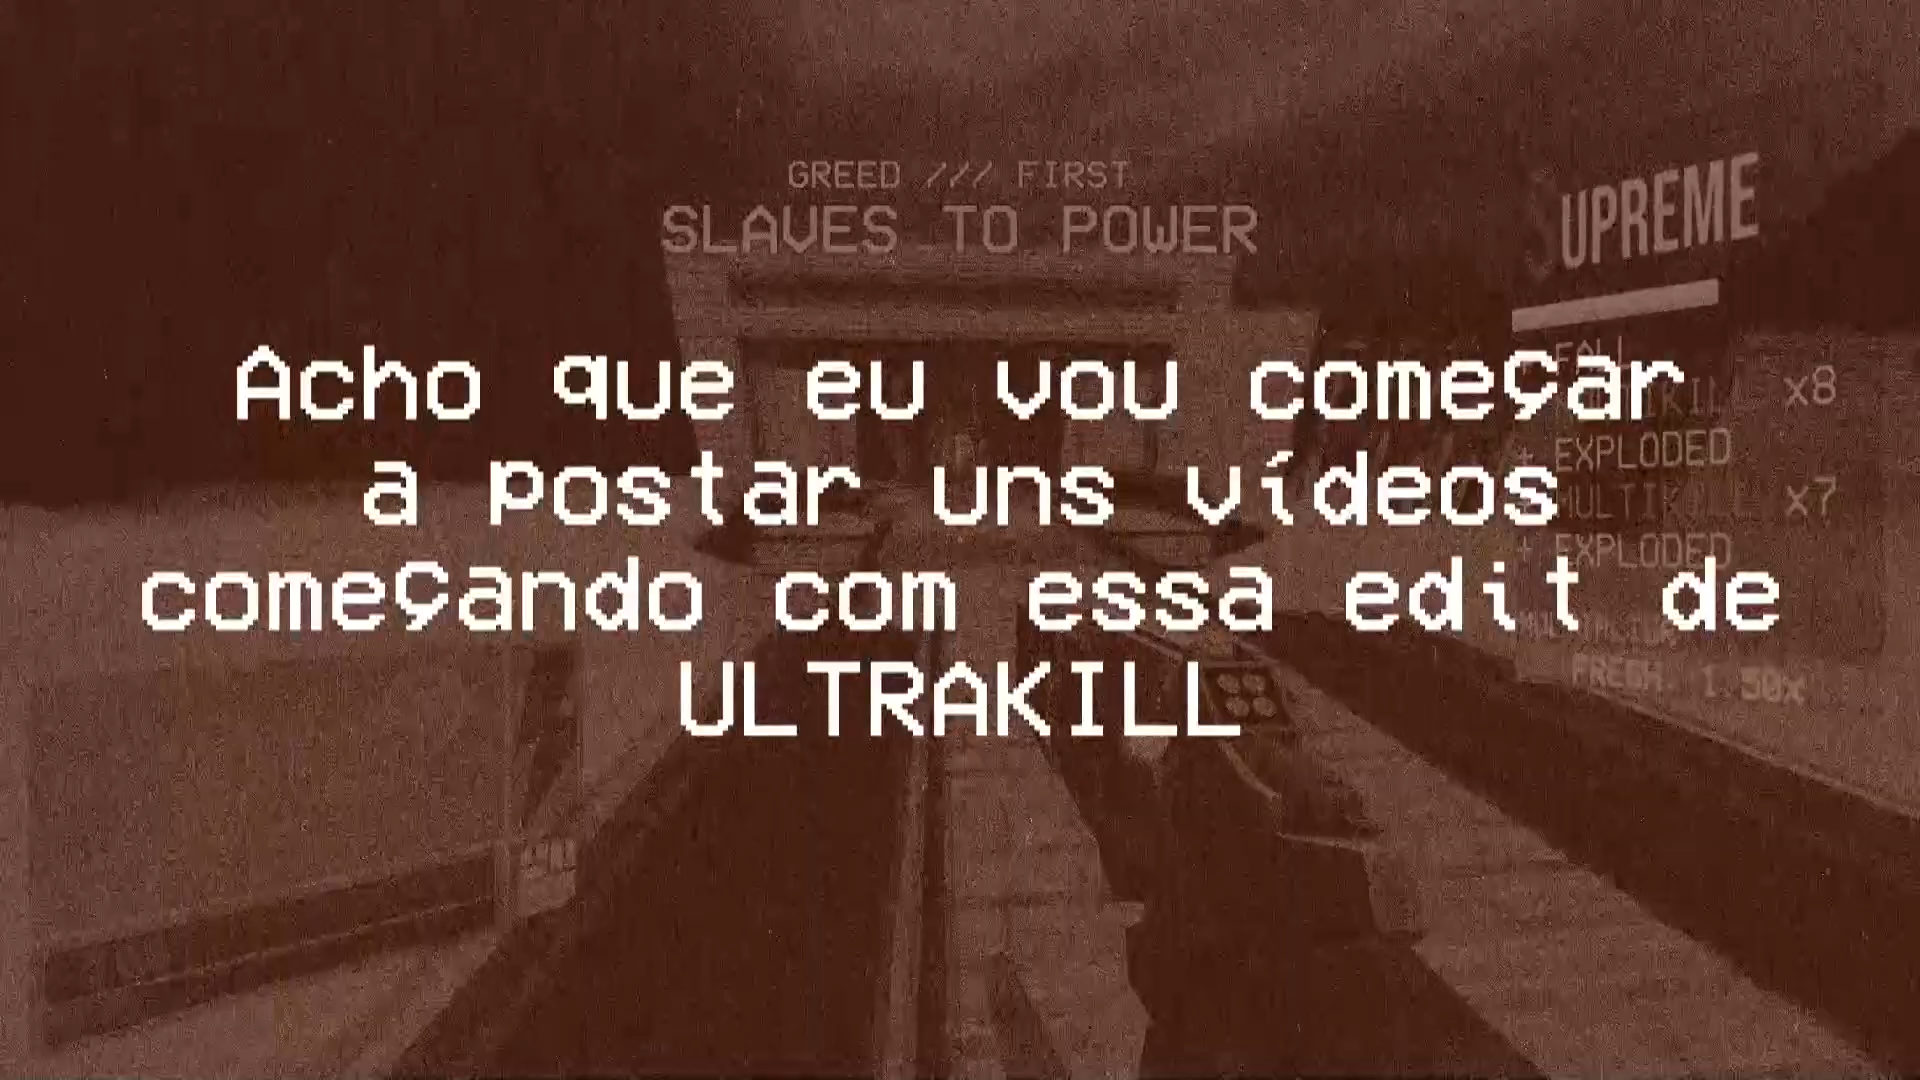 GREED /// FIRST
SLAVES TO POWER
SUPREME
Acho que eu vou começar
a postar uns vídeos
começando com essa edit de
ULTRAKILL
x8
+ EXPLODED
MULTIKILL x7
+ EXPLODED
FRESH 1.50x